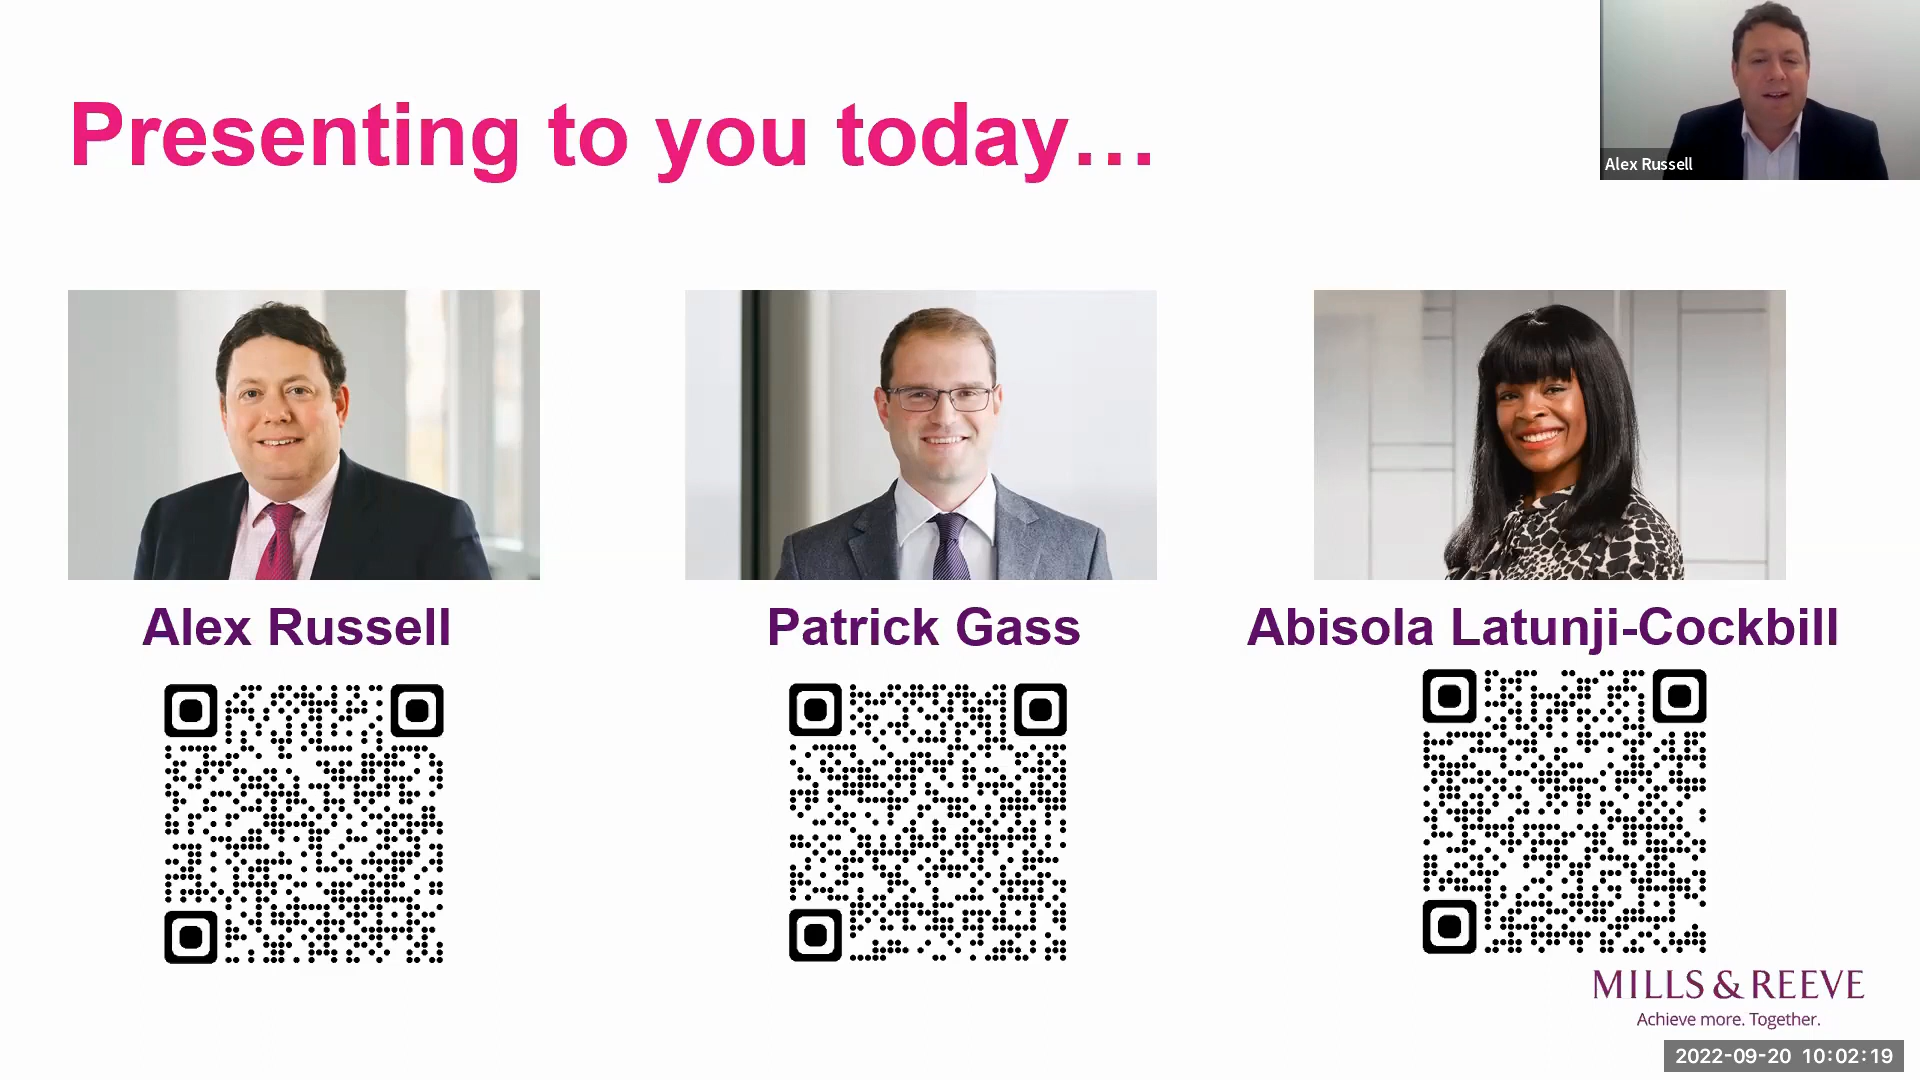 Presenting to you today…
Alex Russell
Alex Russell
Patrick Gass
Abisola Latunji-Cockbill
MILLS & REEVE
Achieve more. Together.
2022-09-20 10:02:19